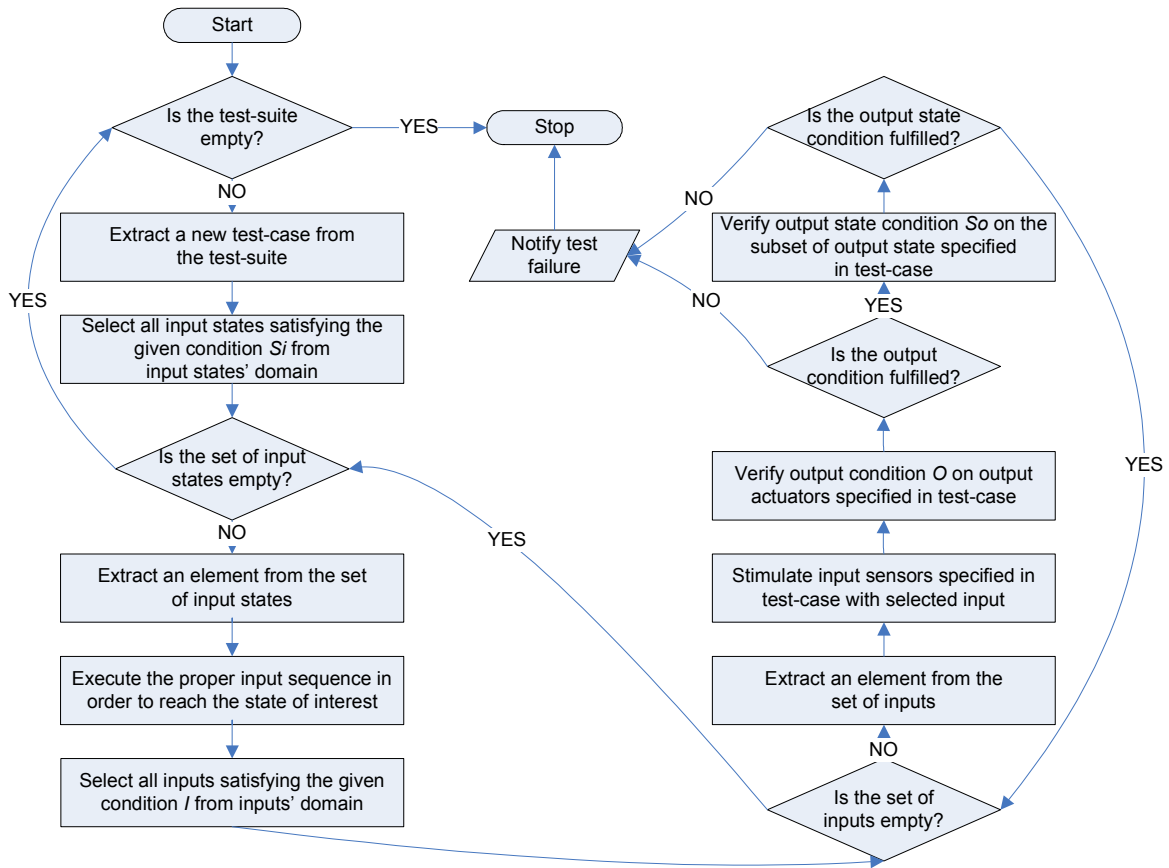 Start
Is the test-suite
empty?
YES
Stop
NO
Extract a new test-case from
the test-suite
Select all input states satisfying the
given condition Si from
input states’ domain
Is the set of input
states empty?
YES
NO
Extract an element from the set
of input states
Execute the proper input sequence in
order to reach the state of interest
Select all inputs satisfying the given
condition I from inputs’ domain
Is the set of
inputs empty?
YES
NO
Extract an element from the
set of inputs
Stimulate input sensors specified in
test-case with selected input
Verify output condition O on output
actuators specified in test-case
Is the output
condition fulfilled?
NO
YES
Verify output state condition So on the
subset of output state specified
in test-case
Is the output state
condition fulfilled?
NO
YES
Notify test
failure